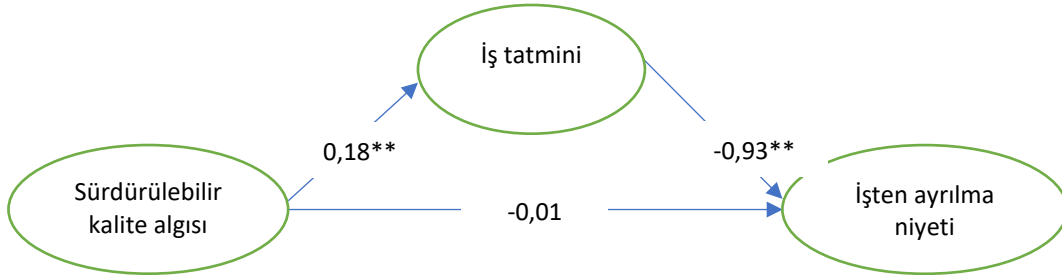 İş tatmini
0,18**
-0,93**
Sürdürülebilir
kalite algısı
-0,01
İşten ayrılma
niyeti